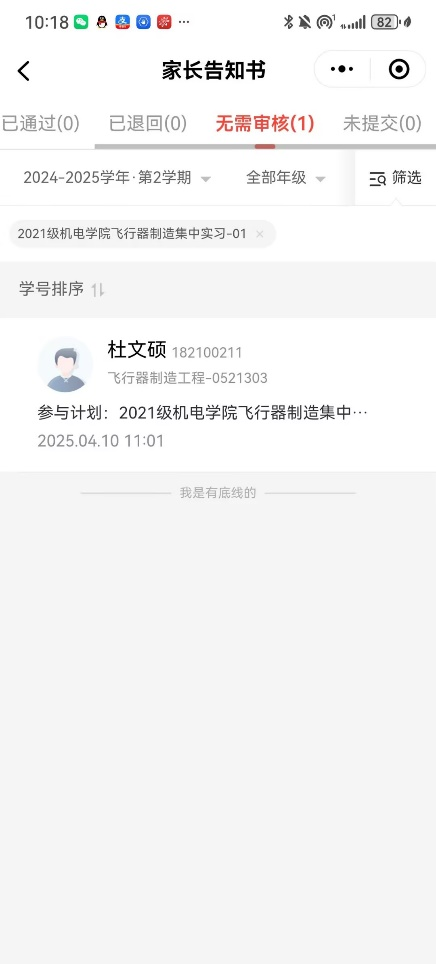 10:18 ··· 82
家长告知书
已通过(0) 已退回(0) 无需审核(1) 未提交(0)
2024-2025学年·第2学期 全部年级 筛选
2021级机电学院飞行器制造集中实习-01 ×
学号排序
杜文硕 182100211
飞行器制造工程-0521303
参与计划：2021级机电学院飞行器制造集中···
2025.04.10 11:01
我是有底线的